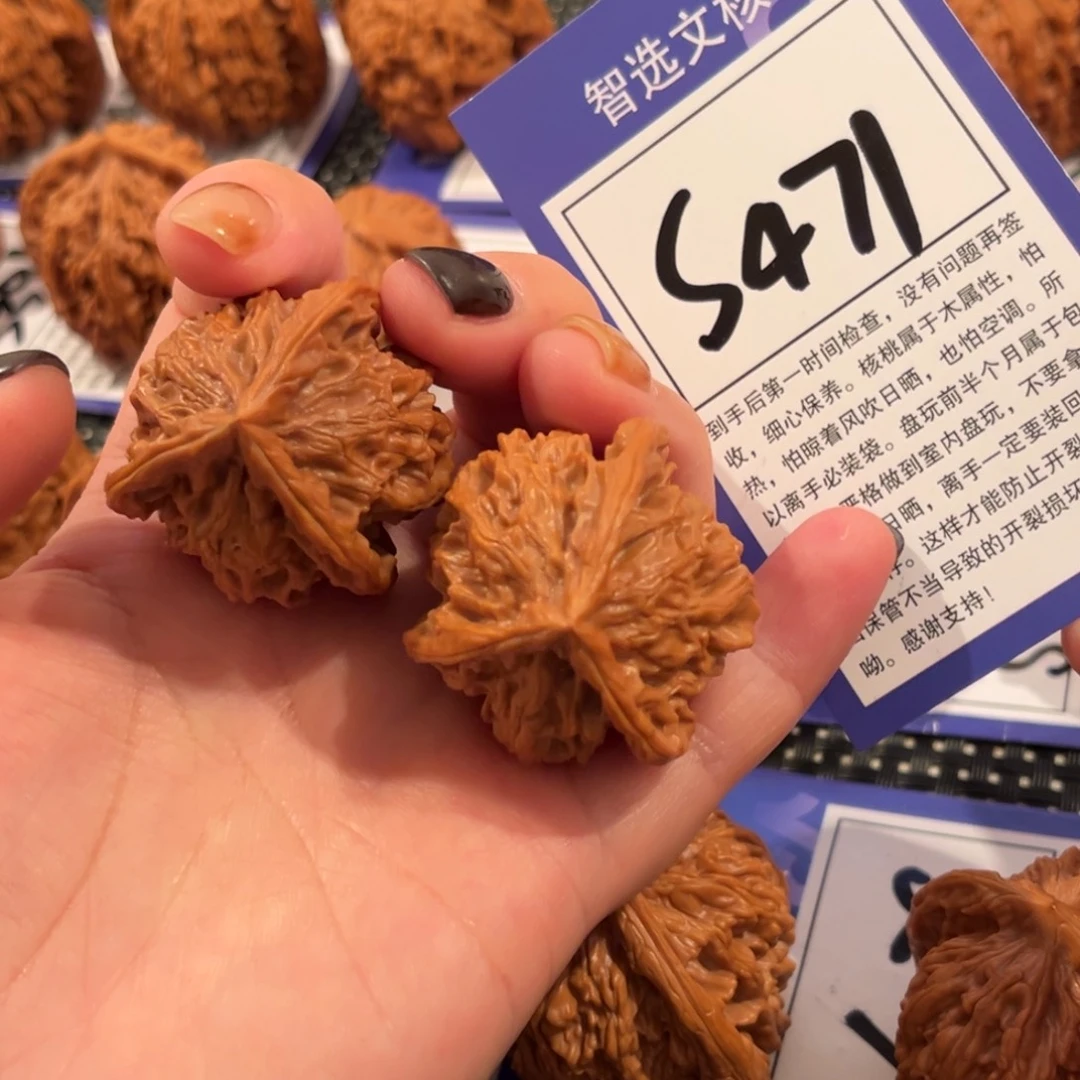 智选文核
S471
到手后第一时间检查，没有问题再签
收，细心保养。核桃属于木属性，怕
热，怕晾着风吹日晒，也怕空调。所
以离手必装袋。盘玩前半个月属于包
严格做到室内盘玩，不要拿
日晒，离手一定要装回
存。这样才能防止开裂
保管不当导致的开裂损坏
呦。感谢支持！